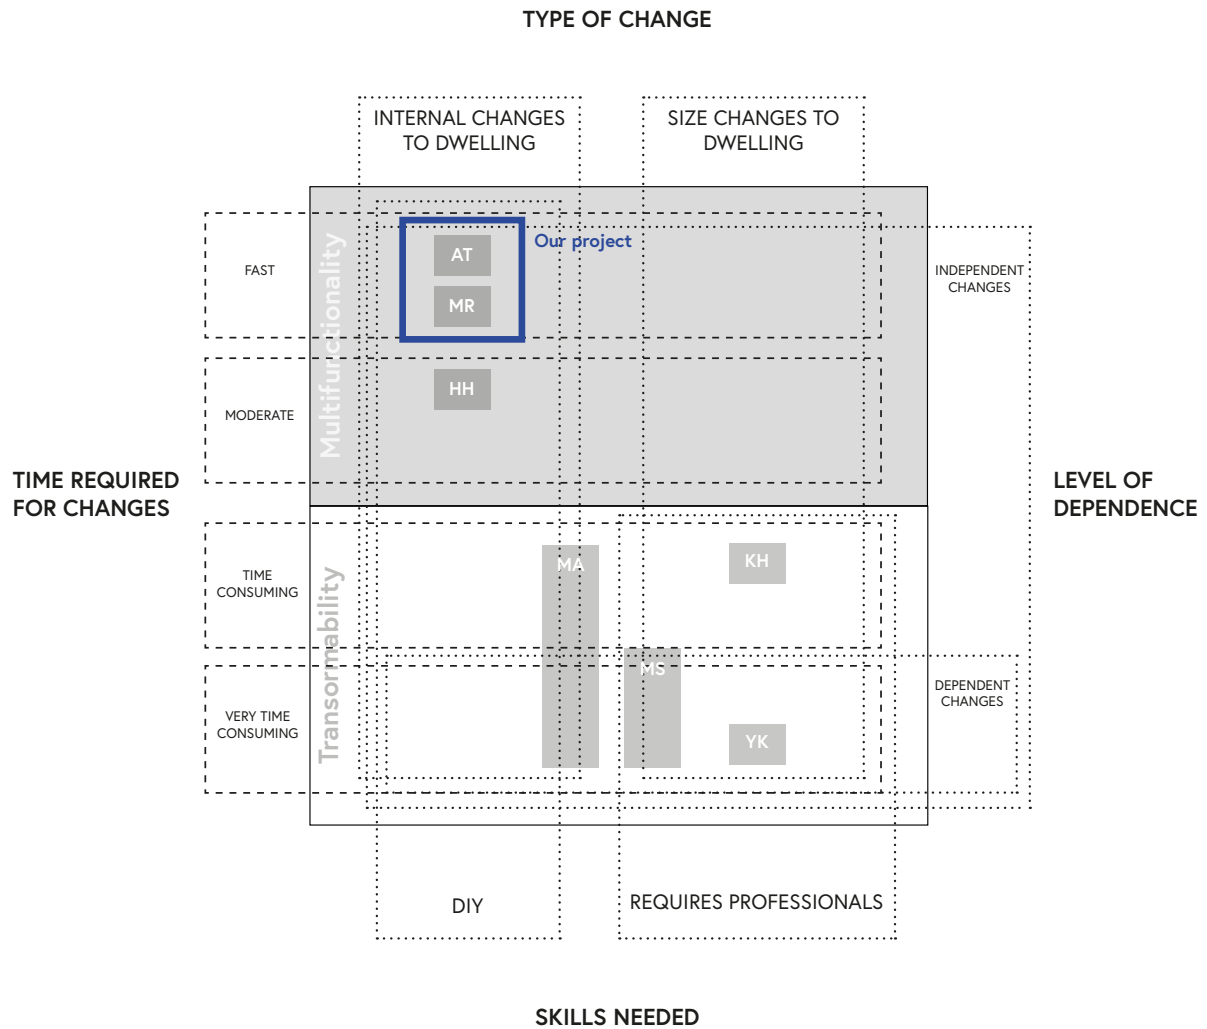 TYPE OF CHANGE
INTERNAL CHANGES
TO DWELLING
SIZE CHANGES TO
DWELLING
Multifunctionality
FAST
AT
Our project
INDEPENDENT
CHANGES
MR
HH
MODERATE
TIME REQUIRED
FOR CHANGES
LEVEL OF
DEPENDENCE
Transormability
TIME
CONSUMING
MA
KH
MS
DEPENDENT
CHANGES
VERY TIME
CONSUMING
YK
DIY
REQUIRES PROFESSIONALS
SKILLS NEEDED